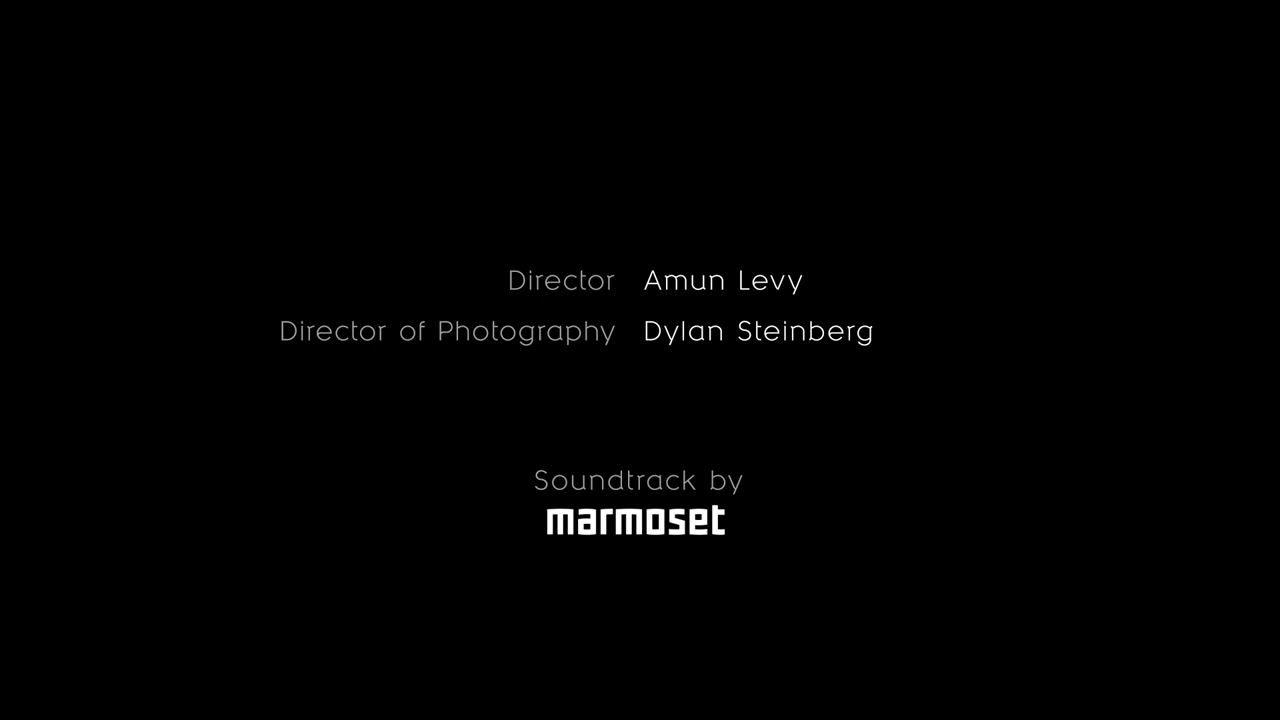 Director Amun Levy
Director of Photography Dylan Steinberg
Soundtrack by
marmoset